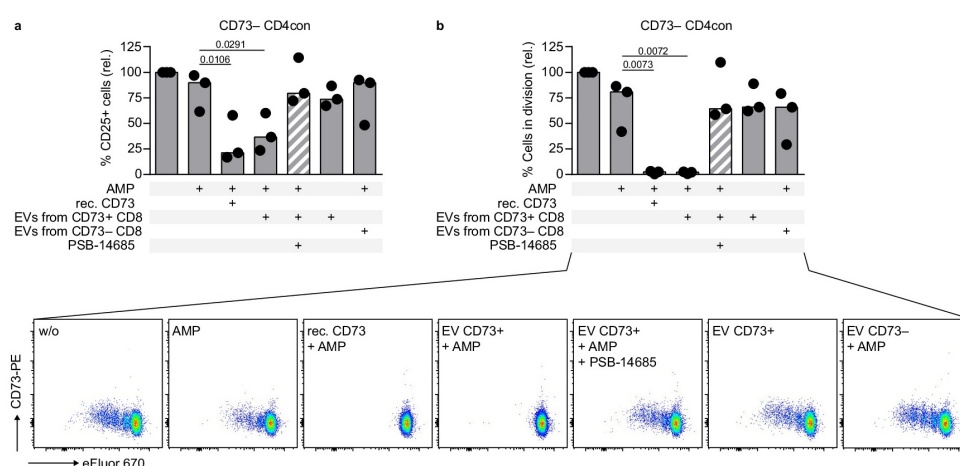 a
CD73– CD4con
% CD25+ cells (rel.)
125
100
75
50
25
0
0.0291
0.0106
AMP + + + + +
rec. CD73 +
EVs from CD73+ CD8 + + +
EVs from CD73– CD8 +
PSB-14685 +
b
CD73– CD4con
% Cells in division (rel.)
125
100
75
50
25
0
0.0072
0.0073
AMP + + + + +
rec. CD73 +
EVs from CD73+ CD8 + + +
EVs from CD73– CD8 +
PSB-14685 +
w/o
AMP
rec. CD73
+ AMP
EV CD73+
+ AMP
EV CD73+
+ AMP
+ PSB-14685
EV CD73+
EV CD73–
+ AMP
CD73-PE
eFluor 670